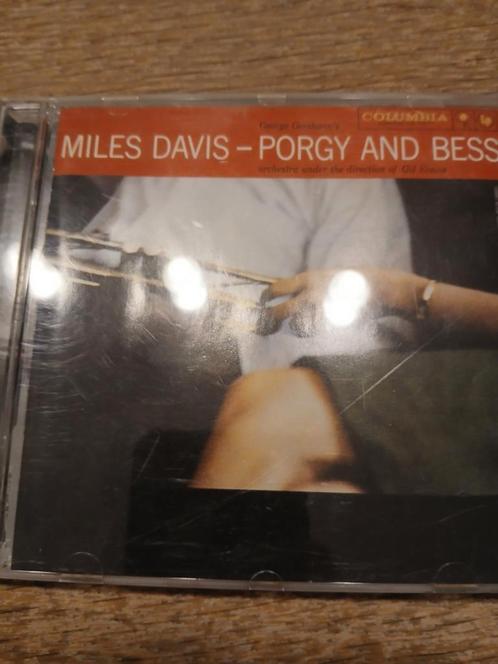 George Gershwin's
COLUMBIA
MILES DAVIS – PORGY AND BESS
orchestra under the direction of Gil Evans